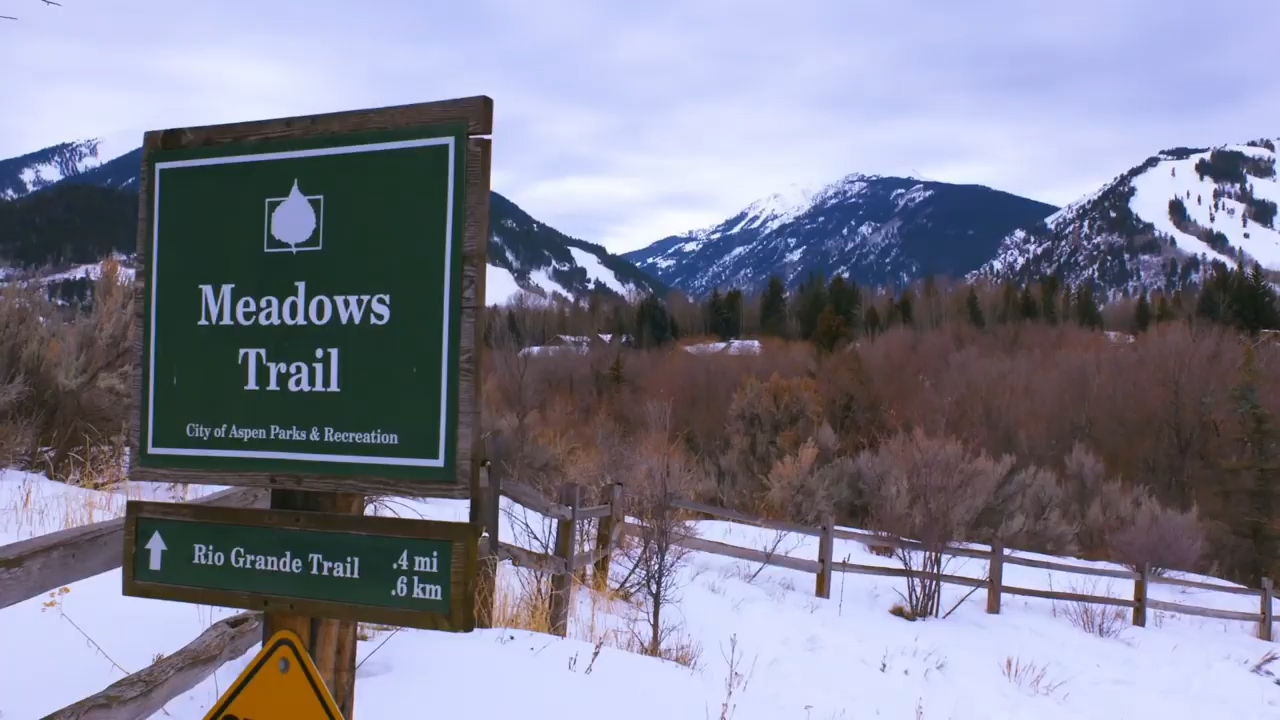 Meadows
Trail
City of Aspen Parks & Recreation
Rio Grande Trail .4 mi
.6 km